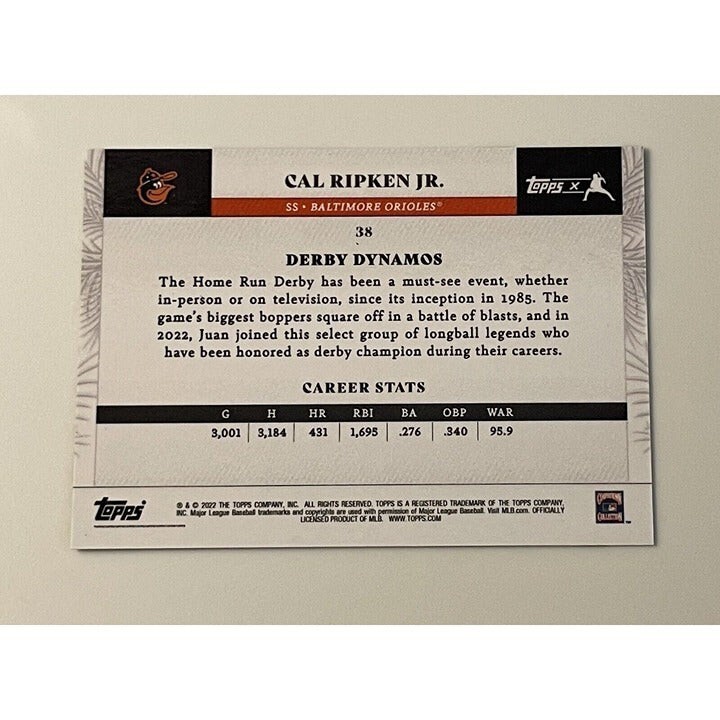 CAL RIPKEN JR.
Topps X
SS • BALTIMORE ORIOLES®
38
DERBY DYNAMOS
The Home Run Derby has been a must-see event, whether
in-person or on television, since its inception in 1985. The
game's biggest boppers square off in a battle of blasts, and in
2022, Juan joined this select group of longball legends who
have been honored as derby champion during their careers.
CAREER STATS
G H HR RBI BA OBP WAR
3,001 3,184 431 1,695 .276 .340 95.9
Topps
® & © 2022 THE TOPPS COMPANY, INC. ALL RIGHTS RESERVED. TOPPS IS A REGISTERED TRADEMARK OF THE TOPPS COMPANY,
INC. Major League Baseball trademarks and copyrights are used with permission of Major League Baseball. Visit MLB.com. OFFICIALLY
LICENSED PRODUCT OF MLB. WWW.TOPPS.COM